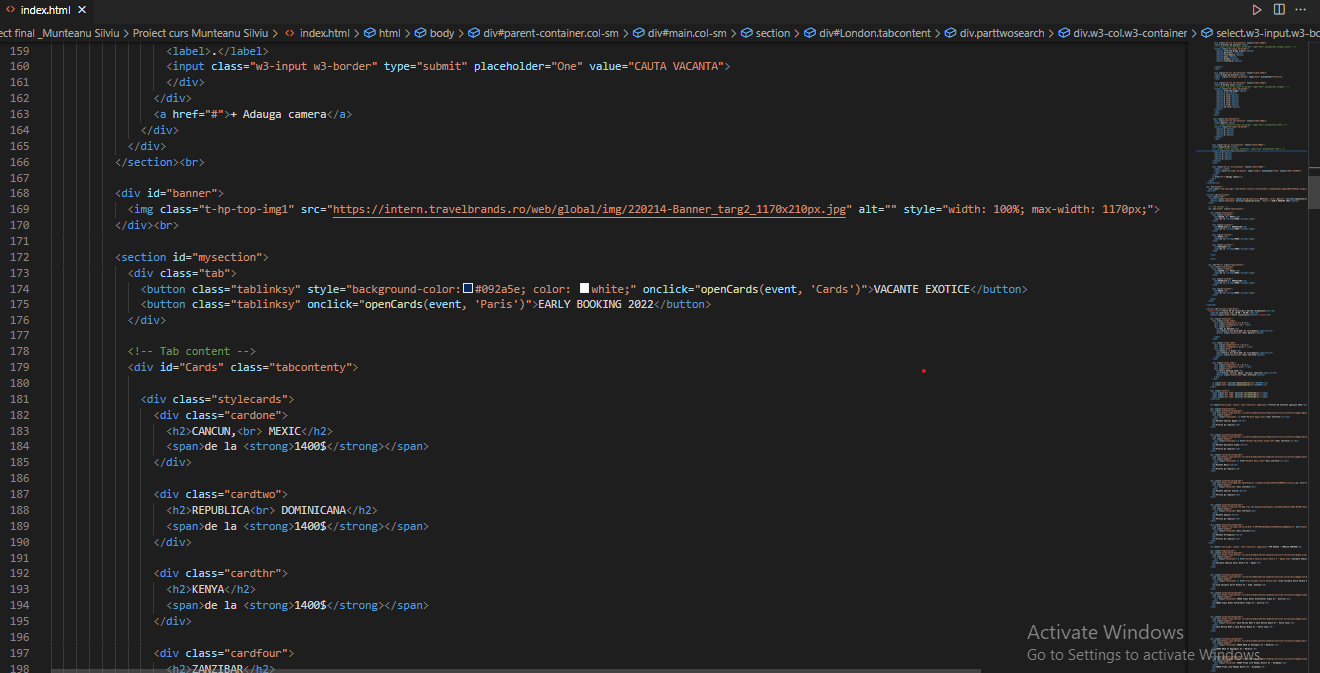 index.html
ect final _Munteanu Silviu > Proiect curs Munteanu Silviu > index.html > html > body > div#parent-container.col-sm > div#main.col-sm > section > div#London.tabcontent > div.parttwosearch > div.w3-col.w3-container > select.w3-input.w3-bo
159 <label>.</label>
160 <input class="w3-input w3-border" type="submit" placeholder="One" value="CAUTA VACANTA">
161 </div>
162 </div>
163 <a href="#">+ Adauga camera</a>
164 </div>
165 </div>
166 </section><br>
167
168 <div id="banner">
169 <img class="t-hp-top-img1" src="https://intern.travelbrands.ro/web/global/img/220214-Banner_targ2_1170x210px.jpg" alt="" style="width: 100%; max-width: 1170px;">
170 </div><br>
171
172 <section id="mysection">
173 <div class="tab">
174 <button class="tablinksy" style="background-color:#092a5e; color: white;" onclick="openCards(event, 'Cards')">VACANTE EXOTICE</button>
175 <button class="tablinksy" onclick="openCards(event, 'Paris')">EARLY BOOKING 2022</button>
176 </div>
177
178 <!-- Tab content -->
179 <div id="Cards" class="tabcontenty">
180
181 <div class="stylecards">
182 <div class="cardone">
183 <h2>CANCUN,<br> MEXIC</h2>
184 <span>de la <strong>1400$</strong></span>
185 </div>
186
187 <div class="cardtwo">
188 <h2>REPUBLICA<br> DOMINICANA</h2>
189 <span>de la <strong>1400$</strong></span>
190 </div>
191
192 <div class="cardthr">
193 <h2>KENYA</h2>
194 <span>de la <strong>1400$</strong></span>
195 </div>
196
197 <div class="cardfour">
198 <h2>ZANZIBAR</h2>
Activate Windows
Go to Settings to activate Windows.